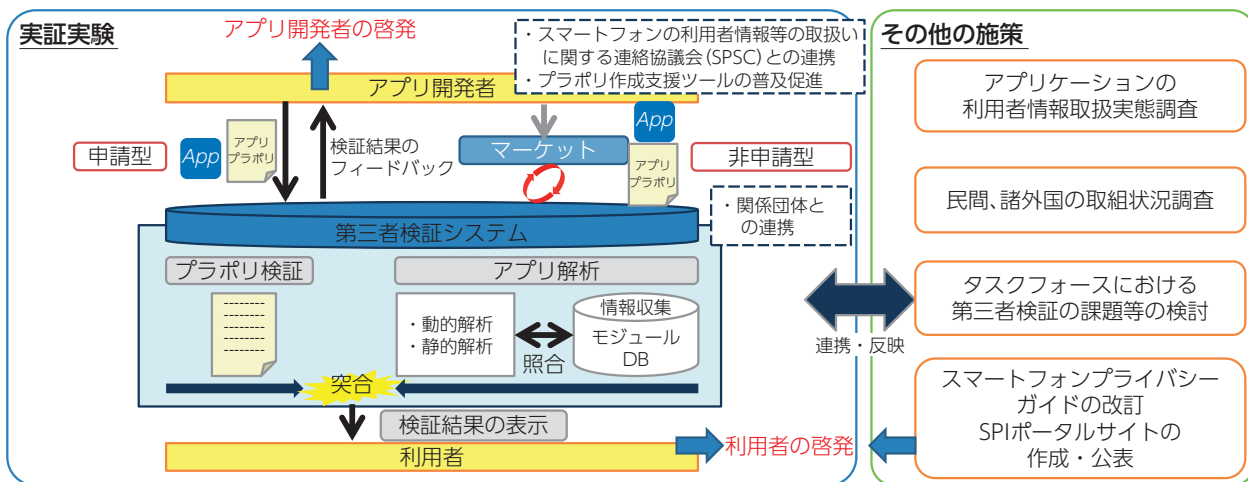 実証実験
アプリ開発者の啓発
・スマートフォンの利用者情報等の取扱い
に関する連絡協議会(SPSC)との連携
・プラポリ作成支援ツールの普及促進
アプリ開発者
申請型
App
アプリ
プラポリ
検証結果の
フィードバック
マーケット
App
アプリ
プラポリ
非申請型
・関係団体と
の連携
第三者検証システム
プラポリ検証
アプリ解析
・動的解析
・静的解析
照合
情報収集
モジュール
DB
突合
検証結果の表示
利用者
利用者の啓発
連携・反映
その他の施策
アプリケーションの
利用者情報取扱実態調査
民間、諸外国の取組状況調査
タスクフォースにおける
第三者検証の課題等の検討
スマートフォンプライバシー
ガイドの改訂
SPIポータルサイトの
作成・公表